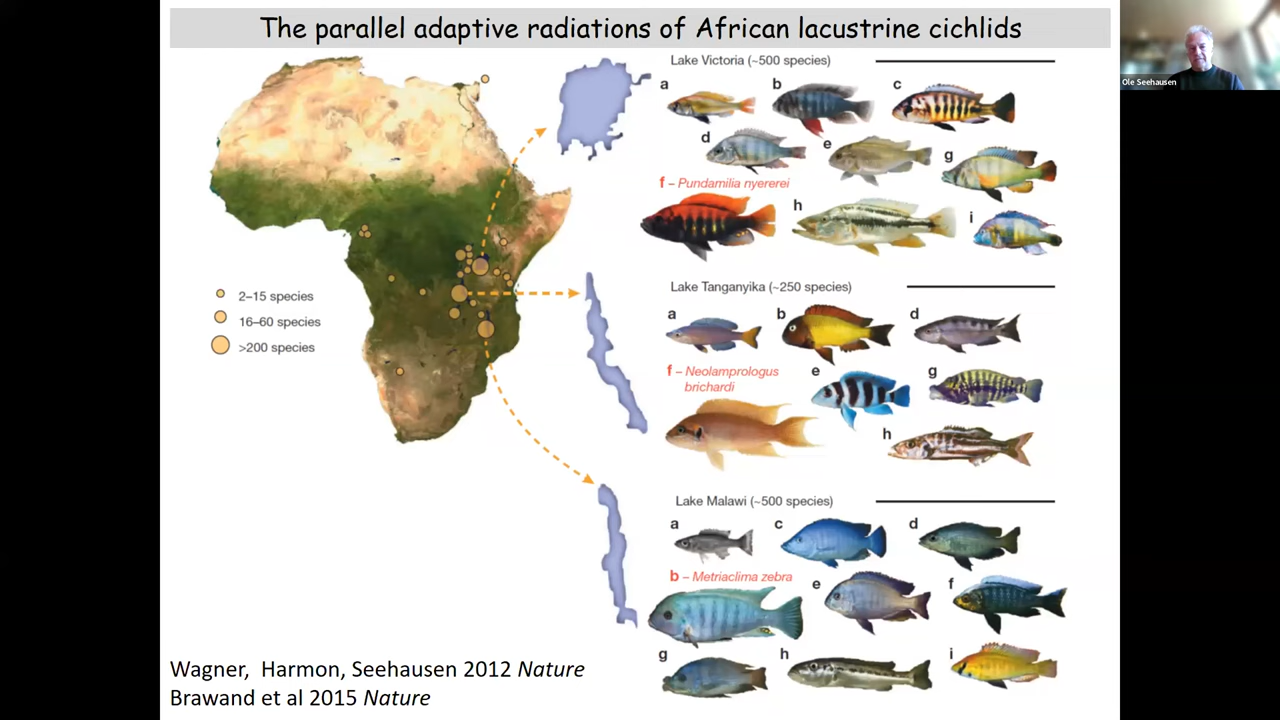 The parallel adaptive radiations of African lacustrine cichlids
Ole Seehausen
2–15 species
16–60 species
>200 species
Lake Victoria (~500 species)
a
b
c
d
e
g
f – Pundamilia nyererei
h
i
Lake Tanganyika (~250 species)
a
b
d
f – Neolamprologus
brichardi
e
g
h
Lake Malawi (~500 species)
a
c
d
b – Metriaclima zebra
e
f
g
h
i
Wagner, Harmon, Seehausen 2012 Nature
Brawand et al 2015 Nature